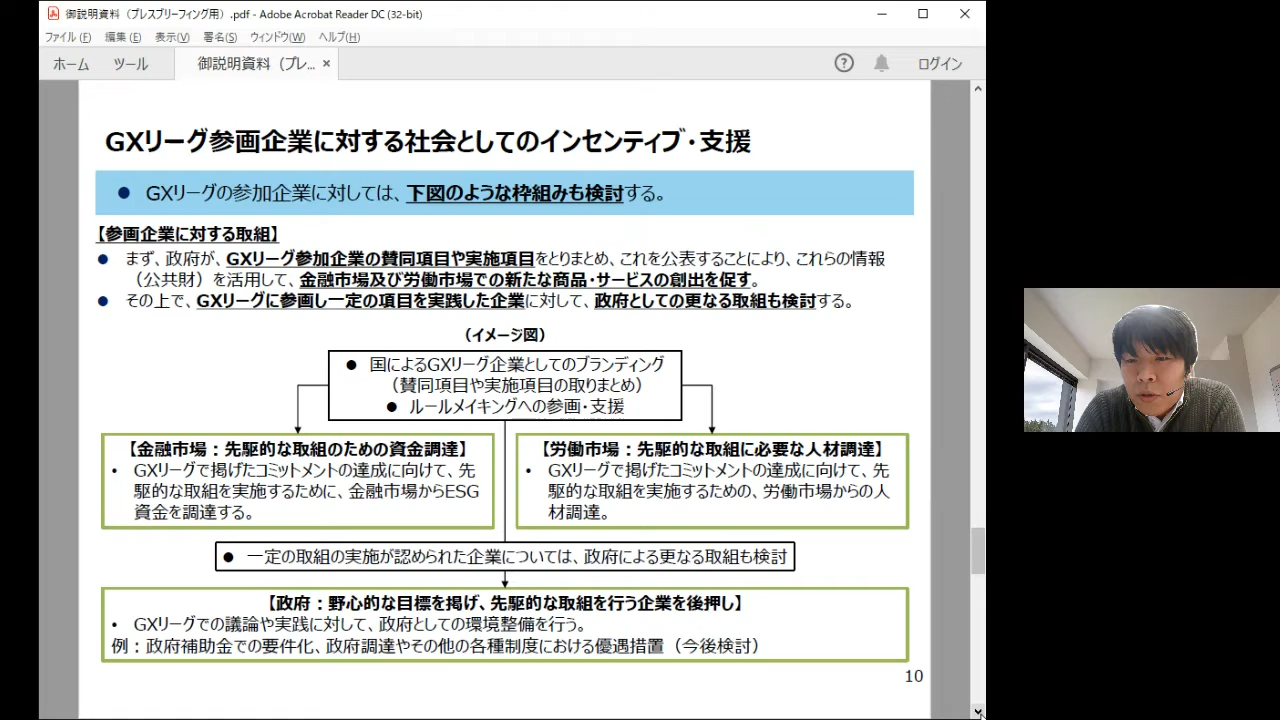 御説明資料（プレスブリーフィング用）.pdf - Adobe Acrobat Reader DC (32-bit)
ファイル(F) 編集(E) 表示(V) 署名(S) ウィンドウ(W) ヘルプ(H)
ホーム ツール 御説明資料（プレ... × ログイン
GXリーグ参画企業に対する社会としてのインセンティブ・支援
● GXリーグの参加企業に対しては、下図のような枠組みも検討する。
【参画企業に対する取組】
● まず、政府が、GXリーグ参加企業の賛同項目や実施項目をとりまとめ、これを公表することにより、これらの情報
（公共財）を活用して、金融市場及び労働市場での新たな商品・サービスの創出を促す。
● その上で、GXリーグに参画し一定の項目を実践した企業に対して、政府としての更なる取組も検討する。
（イメージ図）
● 国によるGXリーグ企業としてのブランディング
（賛同項目や実施項目の取りまとめ）
● ルールメイキングへの参画・支援
【金融市場：先駆的な取組のための資金調達】
• GXリーグで掲げたコミットメントの達成に向けて、先
駆的な取組を実施するために、金融市場からESG
資金を調達する。
【労働市場：先駆的な取組に必要な人材調達】
• GXリーグで掲げたコミットメントの達成に向けて、先
駆的な取組を実施するための、労働市場からの人
材調達。
● 一定の取組の実施が認められた企業については、政府による更なる取組も検討
【政府：野心的な目標を掲げ、先駆的な取組を行う企業を後押し】
• GXリーグでの議論や実践に対して、政府としての環境整備を行う。
例：政府補助金での要件化、政府調達やその他の各種制度における優遇措置（今後検討）
10